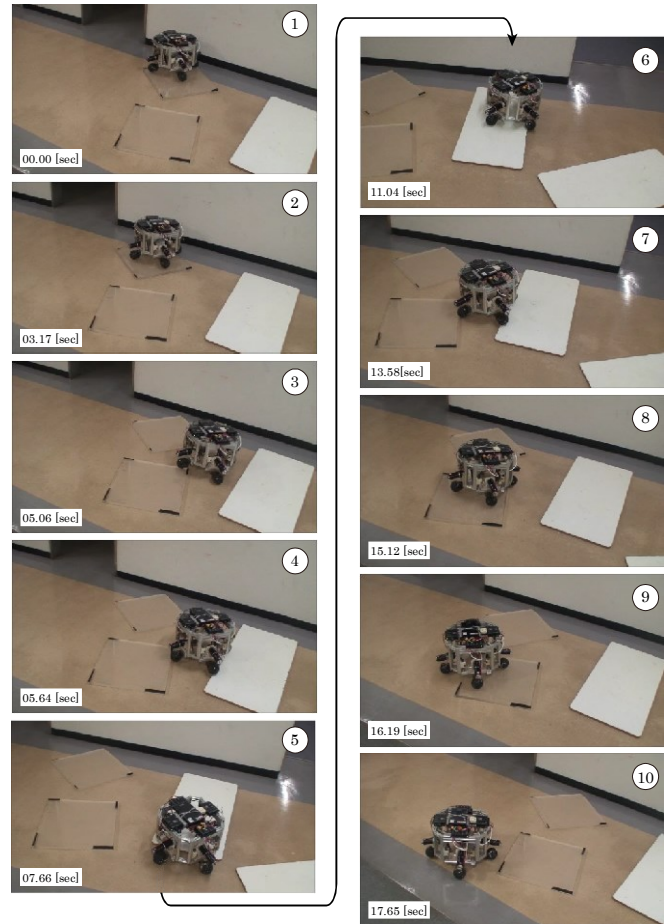 1
00.00 [sec]
2
03.17 [sec]
3
05.06 [sec]
4
05.64 [sec]
5
07.66 [sec]
6
11.04 [sec]
7
13.58[sec]
8
15.12 [sec]
9
16.19 [sec]
10
17.65 [sec]